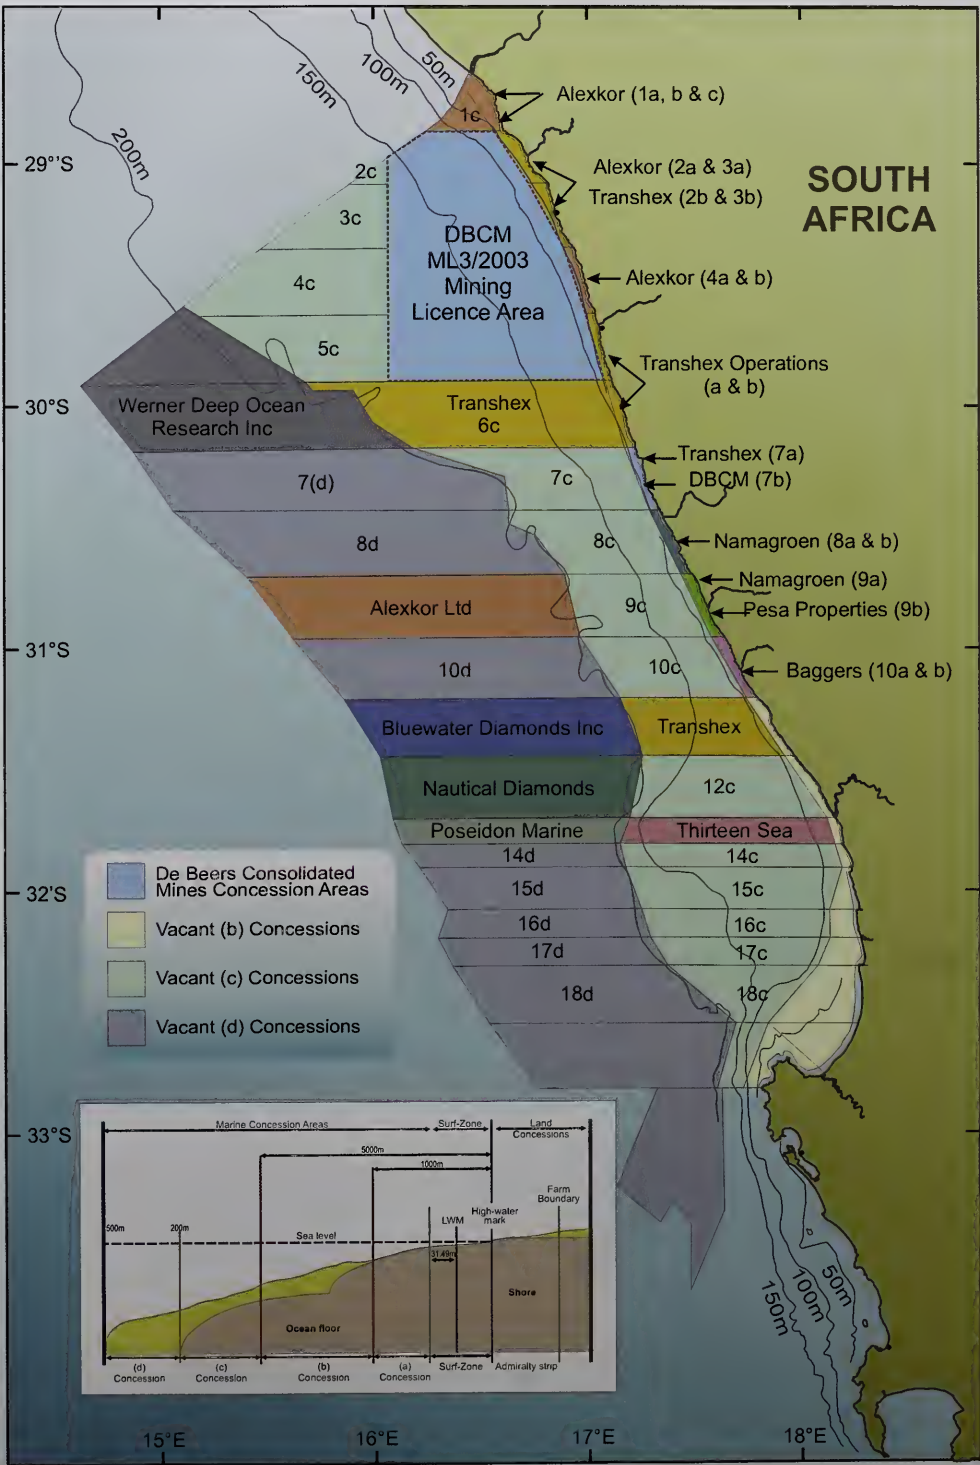 50m
100m
150m
200m
Alexkor (1a, b & c)
1c
29°'S
Alexkor (2a & 3a)
Transhex (2b & 3b)
SOUTH
AFRICA
2c
3c
DBCM
ML3/2003
Mining
Licence Area
4c
Alexkor (4a & b)
5c
Transhex Operations
(a & b)
30°S
Werner Deep Ocean
Research Inc
Transhex
6c
Transhex (7a)
DBCM (7b)
7(d)
7c
8d
8c
Namagroen (8a & b)
Namagroen (9a)
Alexkor Ltd
9c
Pesa Properties (9b)
31°S
10d
10c
Baggers (10a & b)
Bluewater Diamonds Inc
Transhex
Nautical Diamonds
12c
Poseidon Marine
Thirteen Sea
14d
14c
15d
15c
32°S
16d
16c
17d
17c
18d
18c
De Beers Consolidated
Mines Concession Areas
Vacant (b) Concessions
Vacant (c) Concessions
Vacant (d) Concessions
33°S
Marine Concession Areas
Surf-Zone
Land
Concessions
5000m
1000m
Farm
Boundary
High-water
mark
LWM
500m
200m
Sea level
31.49m
Shore
Ocean floor
(d)
Concession
(c)
Concession
(b)
Concession
(a)
Concession
Surf-Zone
Admiralty strip
50m
100m
150m
15°E
16°E
17°E
18°E